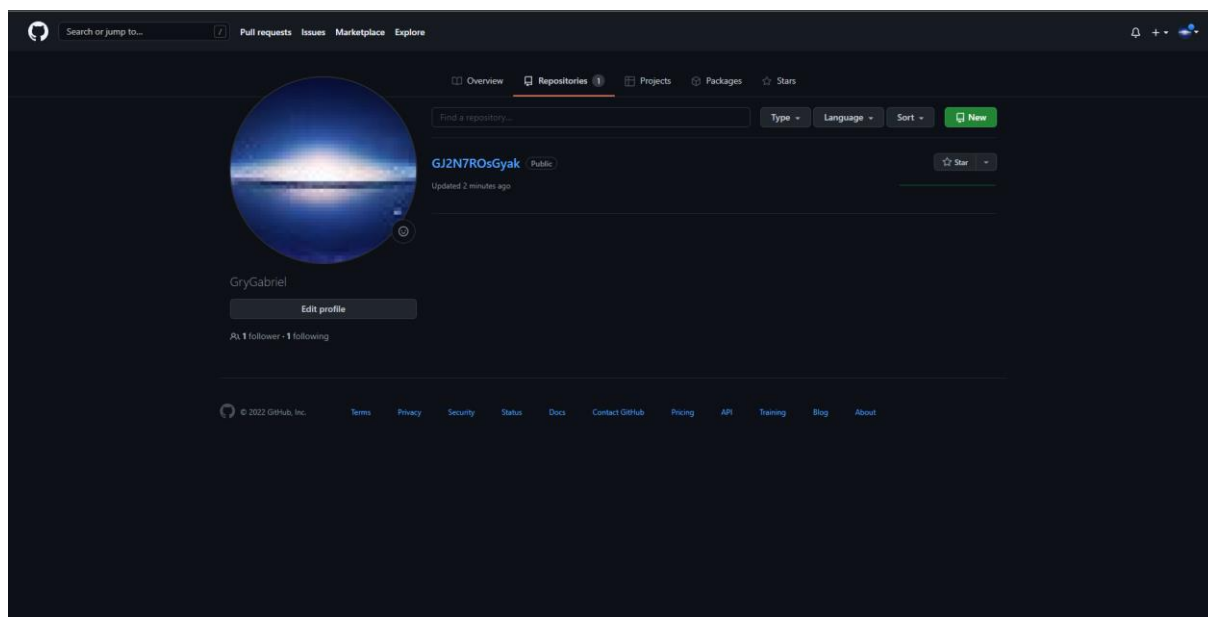 Search or jump to... / Pull requests Issues Marketplace Explore
Overview Repositories 1 Projects Packages Stars
Find a repository... Type Language Sort New
GJ2N7ROsGyak Public Star
Updated 2 minutes ago
GryGabriel
Edit profile
1 follower · 1 following
© 2022 GitHub, Inc. Terms Privacy Security Status Docs Contact GitHub Pricing API Training Blog About